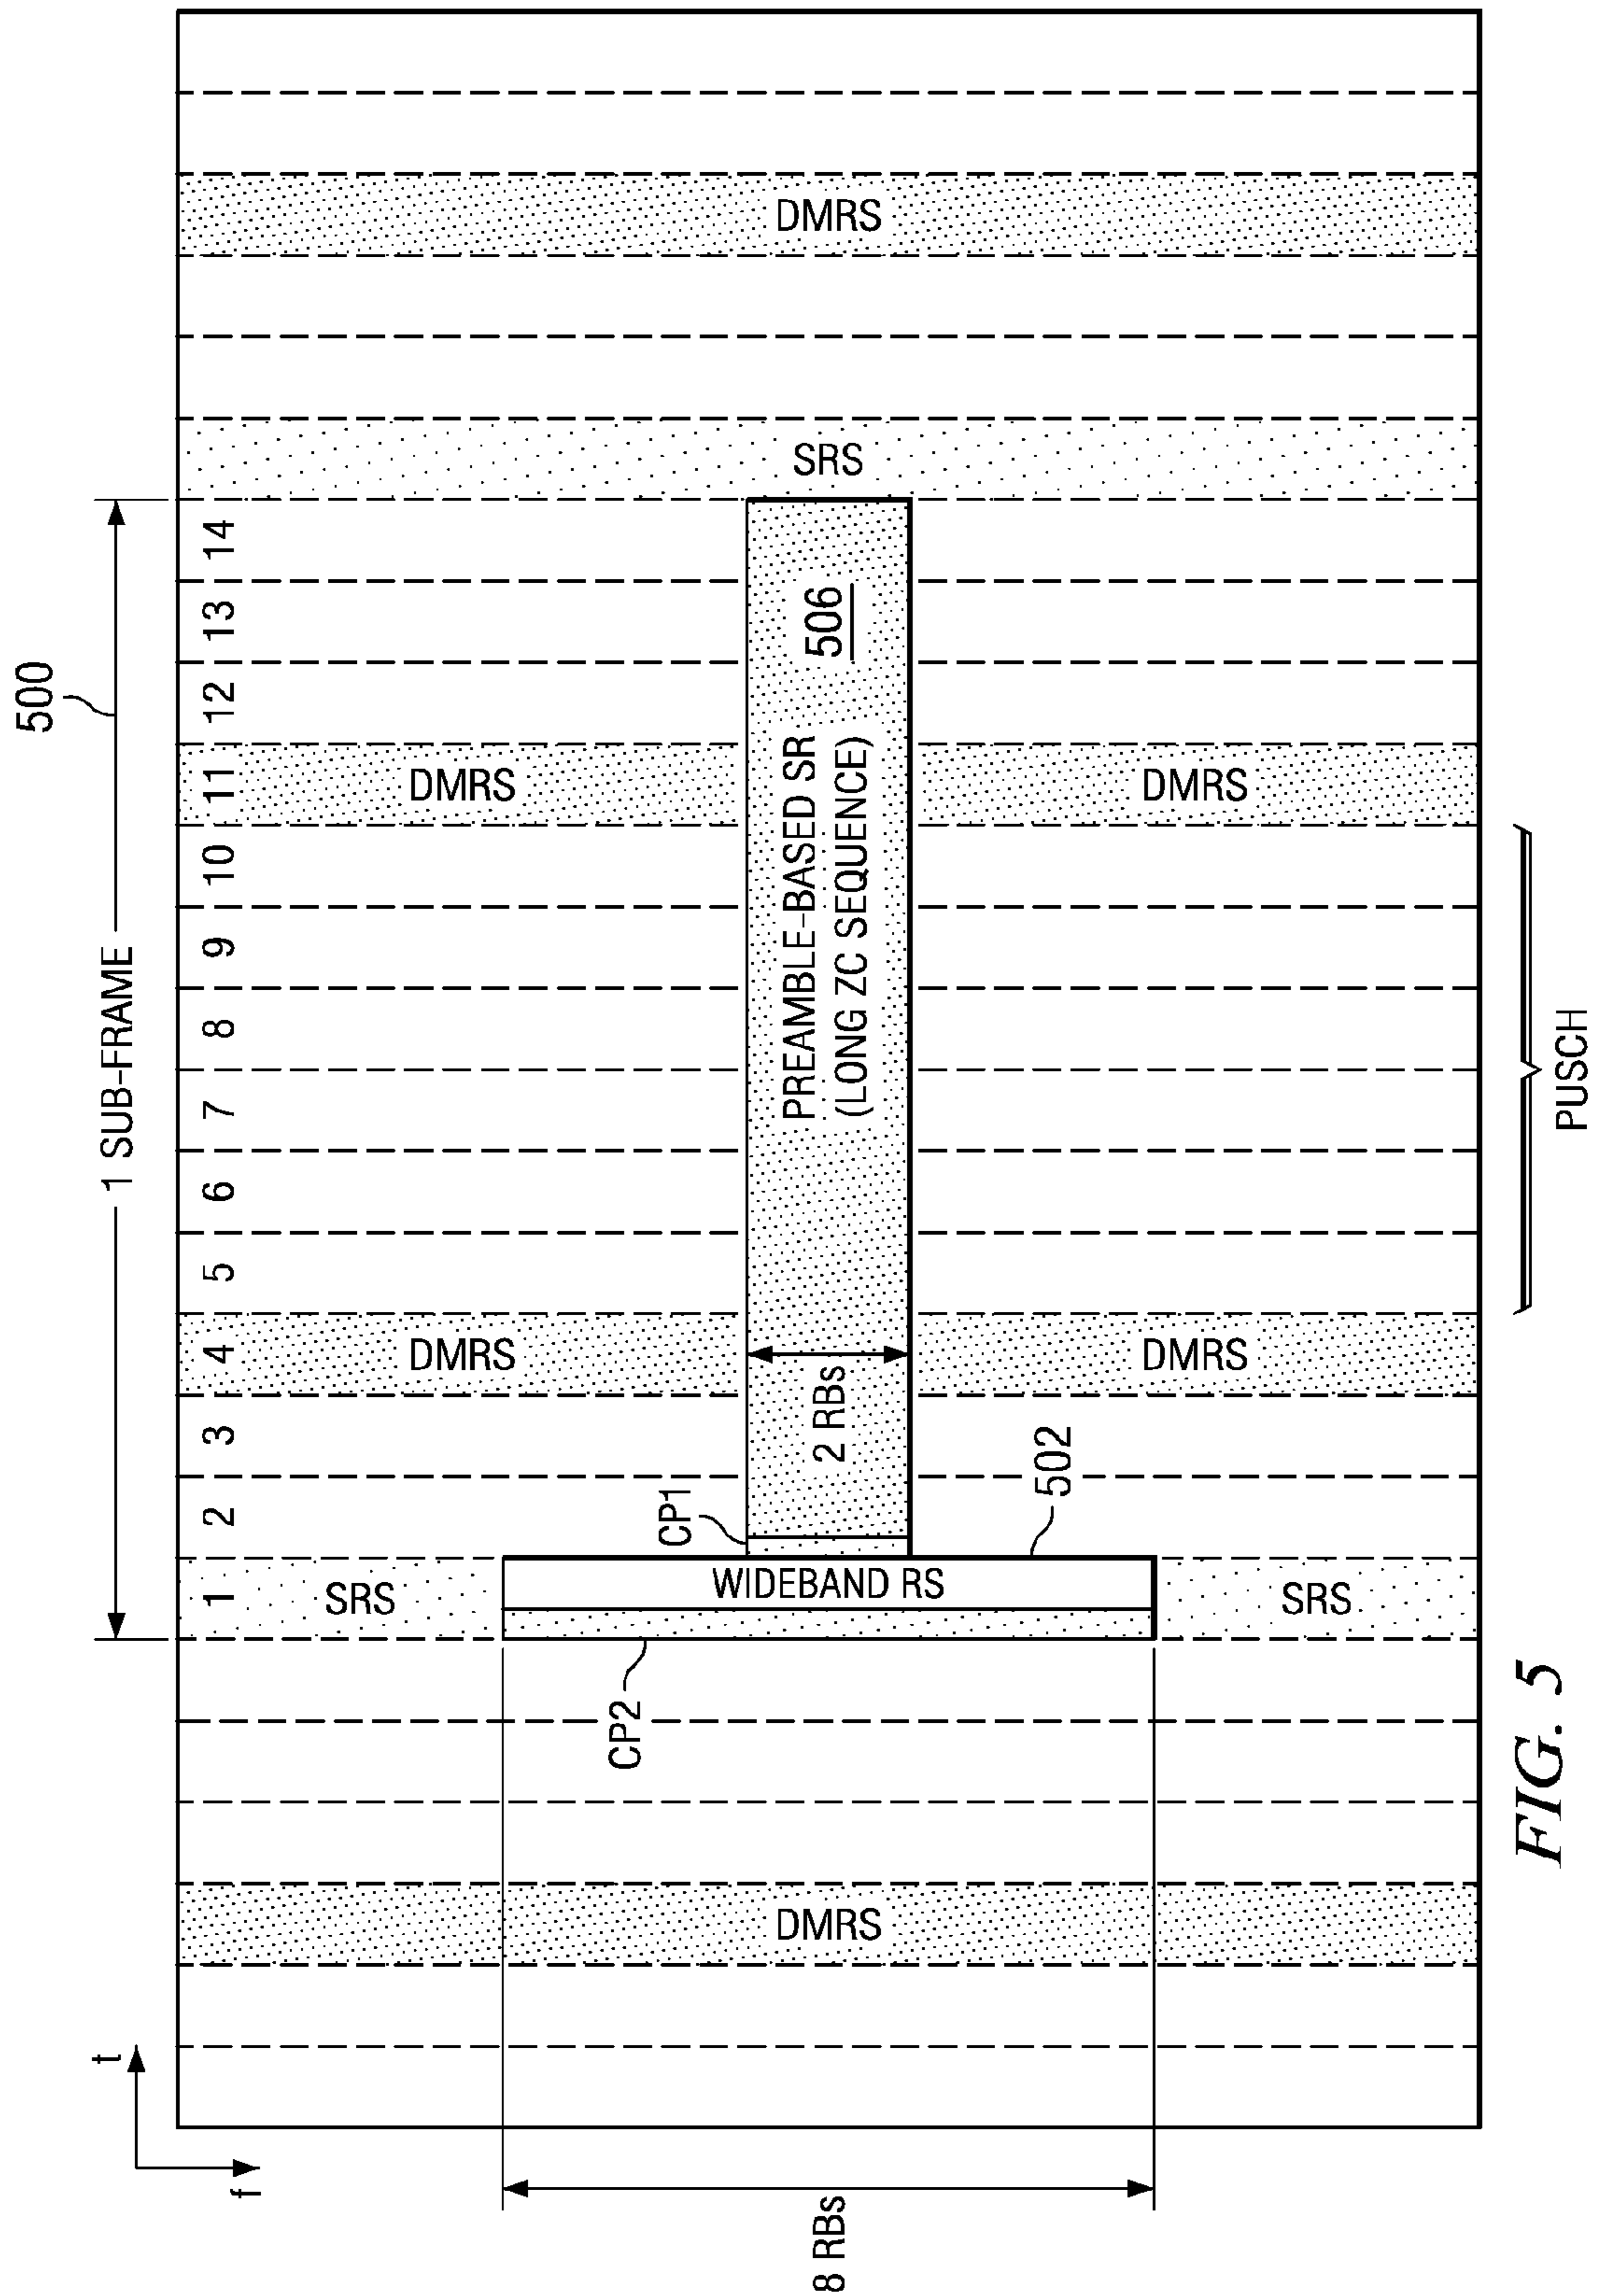 500
1 SUB-FRAME
t
f
1 2 3 4 5 6 7 8 9 10 11 12 13 14
SRS
DMRS
DMRS
CP2
CP1
8 RBs
DMRS
WIDEBAND RS
2 RBs
PREAMBLE-BASED SR
(LONG ZC SEQUENCE)
506
SRS
DMRS
502
SRS
DMRS
DMRS
PUSCH
FIG. 5